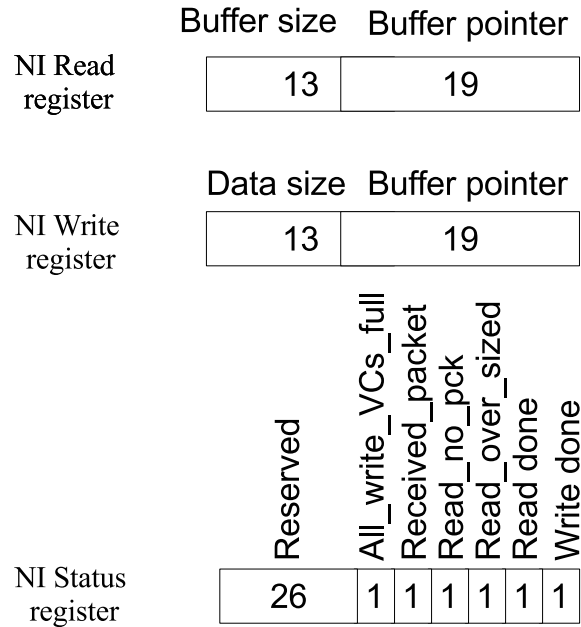 Buffer size Buffer pointer
NI Read
register
13 19
Data size Buffer pointer
NI Write
register
13 19
Reserved
All_write_VCs_full
Received_packet
Read_no_pck
Read_over_sized
Read done
Write done
NI Status
register
26 1 1 1 1 1 1